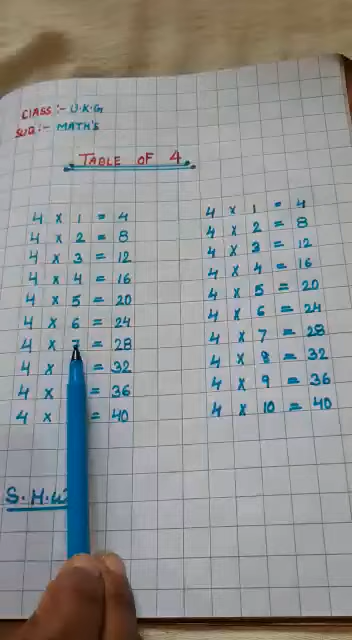 CLASS :- U.K.G
SUB :- MATH'S
TABLE OF 4
4 × 1 = 4
4 × 2 = 8
4 × 3 = 12
4 × 4 = 16
4 × 5 = 20
4 × 6 = 24
4 × 7 = 28
4 × = 32
4 × = 36
4 × = 40
4 × 1 = 4
4 × 2 = 8
4 × 3 = 12
4 × 4 = 16
4 × 5 = 20
4 × 6 = 24
4 × 7 = 28
4 × 8 = 32
4 × 9 = 36
4 × 10 = 40
S.H.W